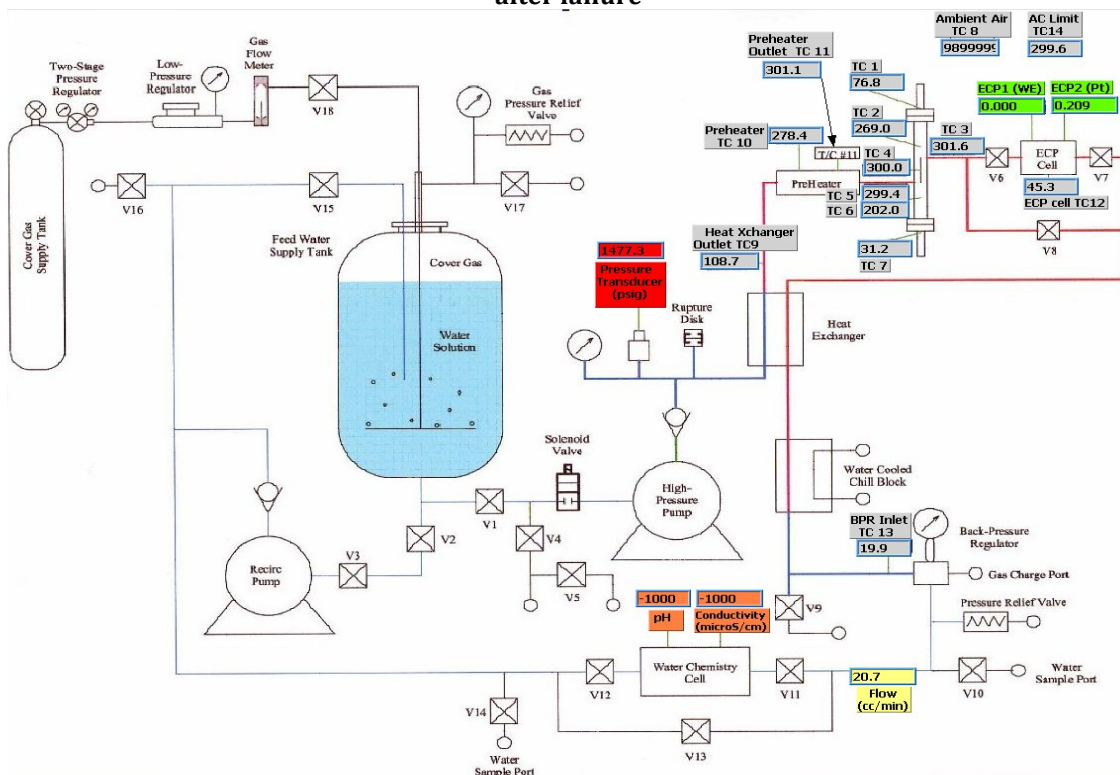 after failure
Ambient Air
TC 8
989999
AC Limit
TC14
299.6
Preheater
Outlet TC 11
301.1
Gas
Flow
Meter
Low-
Pressure
Regulator
Two-Stage
Pressure
Regulator
V18
Gas
Pressure Relief
Valve
TC 1
76.8
TC 2
269.0
TC 3
301.6
ECP1 (WE)
0.000
ECP2 (Pt)
0.209
Preheater
TC 10
278.4
T/C #11
TC 4
300.0
PreHeater
TC 5
299.4
TC 6
202.0
V6
ECP
Cell
V7
45.3
ECP cell TC12
V16
V15
V17
Cover Gas
Supply Tank
Feed Water
Supply Tank
Cover Gas
Heat Xchanger
Outlet TC9
108.7
31.2
TC 7
V8
1477.3
Pressure
Transducer
(psig)
Rupture
Disk
Heat
Exchanger
Water
Solution
Solenoid
Valve
High-
Pressure
Pump
Water Cooled
Chill Block
V1
V2
V4
BPR Inlet
TC 13
19.9
Back-Pressure
Regulator
Gas Charge Port
Recirc
Pump
V3
V5
-1000
pH
-1000
Conductivity
(microS/cm)
V9
Pressure Relief Valve
V12
Water Chemistry
Cell
V11
20.7
Flow
(cc/min)
V10
Water
Sample Port
V14
V13
Water
Sample Port